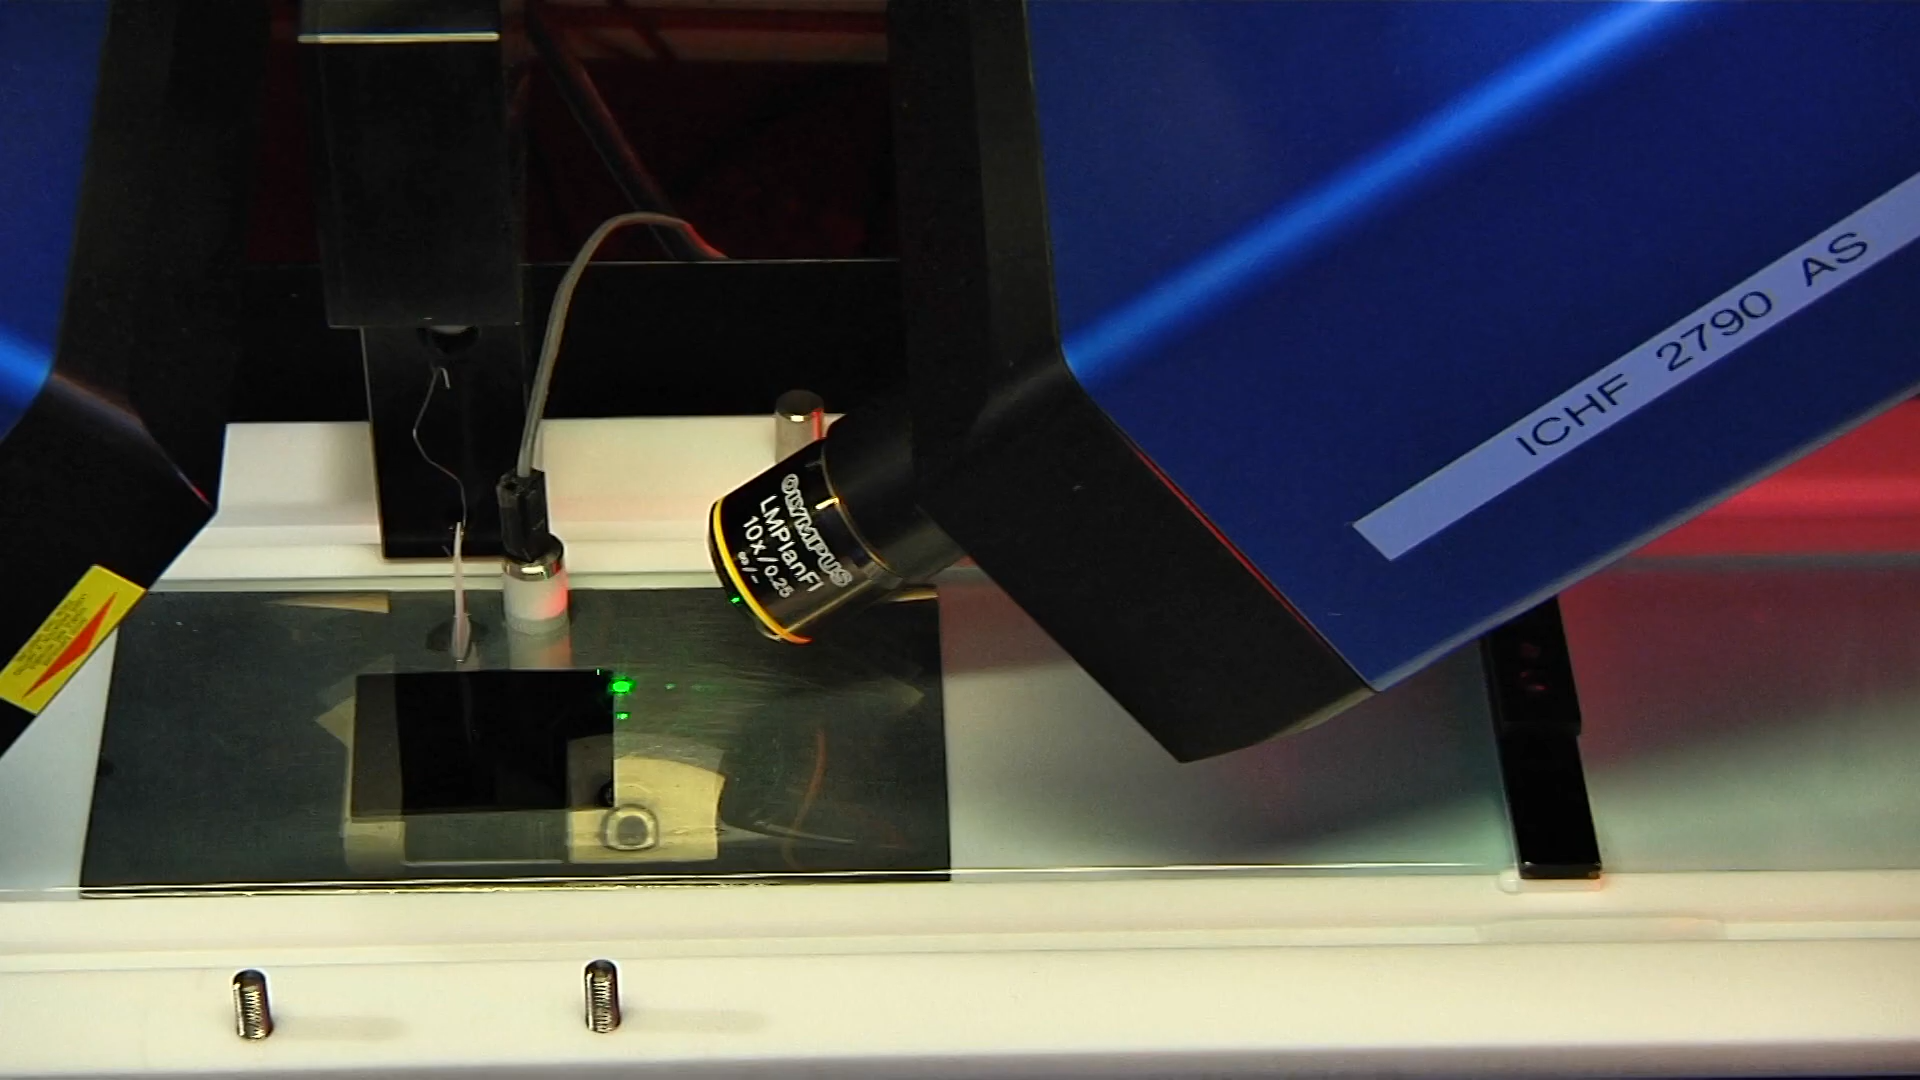 ICHF 2790 AS
OLYMPUS
LMPlanFl
10x/0.25
∞/-